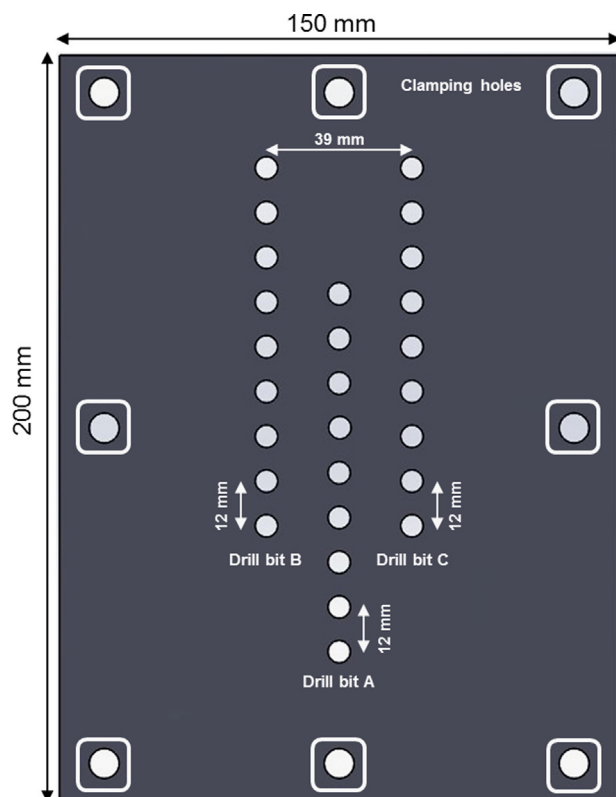 150 mm
Clamping holes
39 mm
200 mm
12 mm
12 mm
Drill bit B
Drill bit C
12 mm
Drill bit A